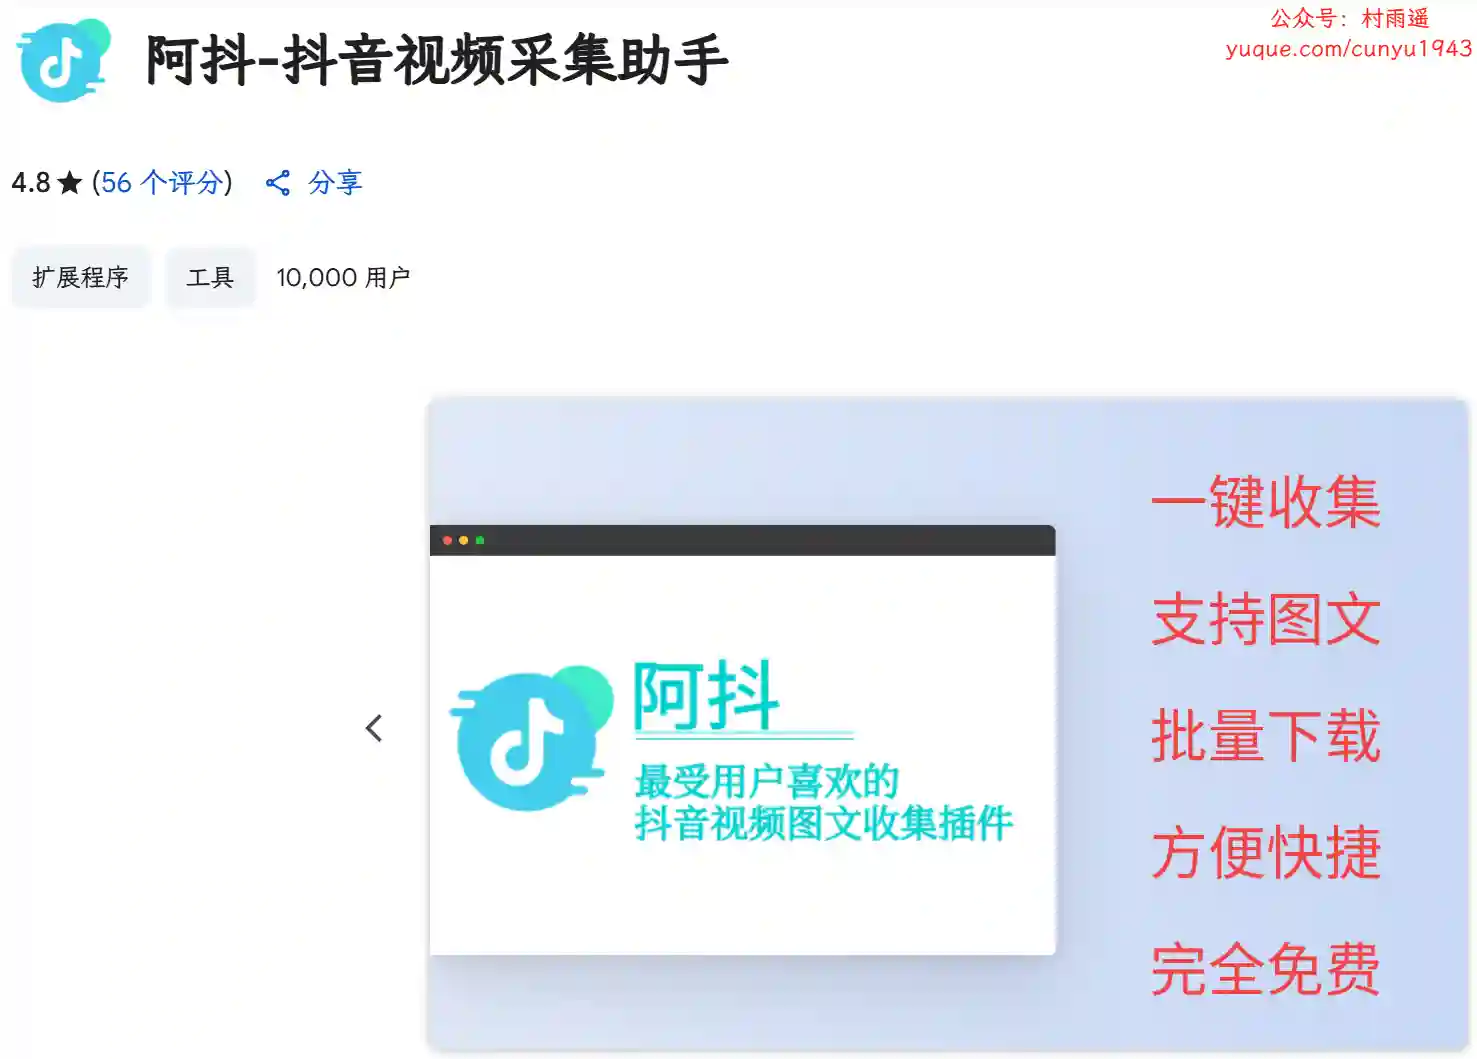 公众号：村雨遥
yuque.com/cunyu1943
阿抖-抖音视频采集助手
4.8★ (56 个评分) 分享
扩展程序 工具 10,000 用户
一键收集
支持图文
批量下载
方便快捷
完全免费
阿抖
最受用户喜欢的
抖音视频图文收集插件